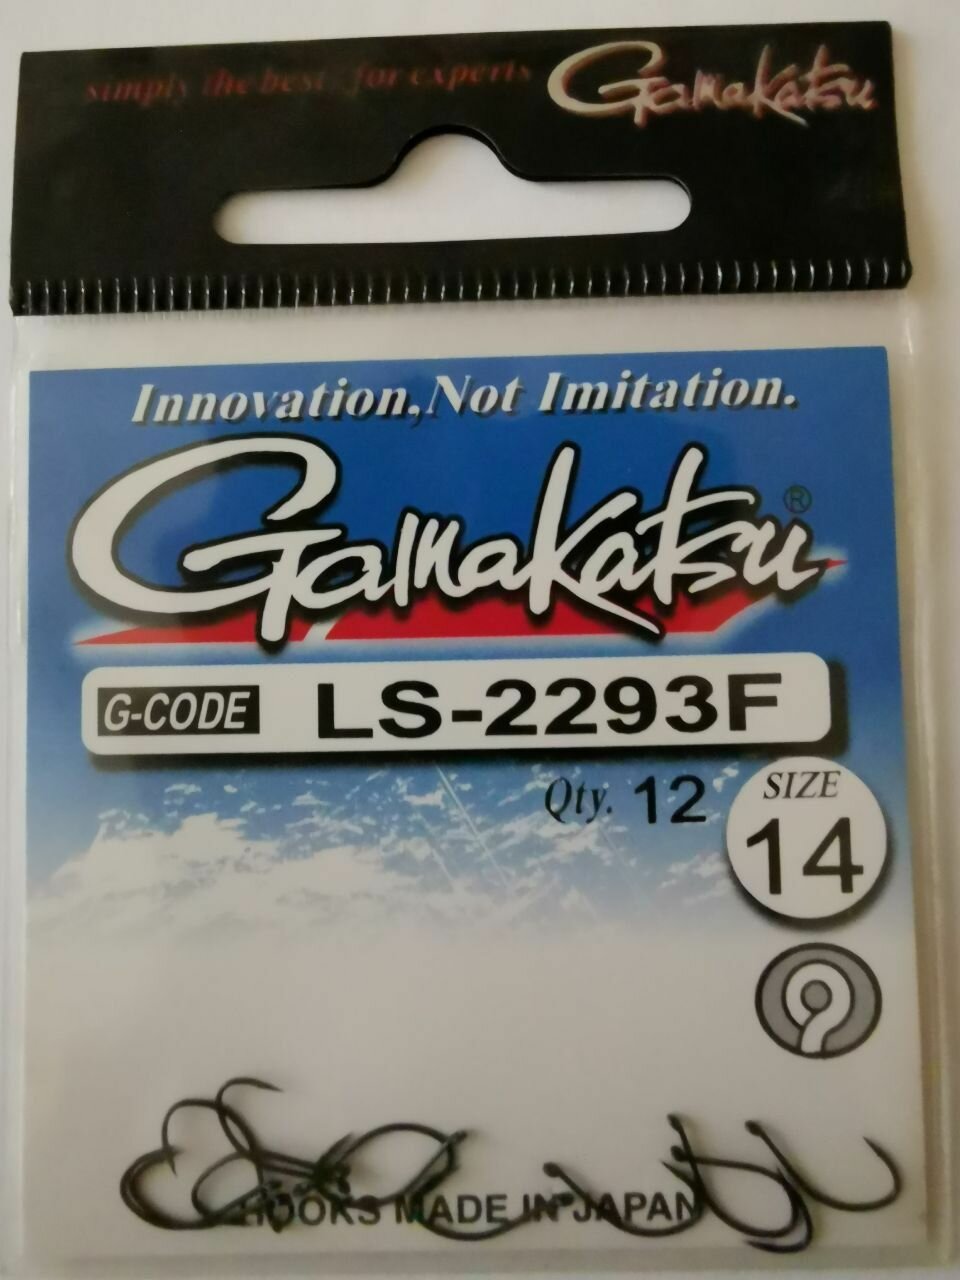 simply the best for experts Gamakatsu
Innovation, Not Imitation.
Gamakatsu®
G-CODE LS-2293F
Qty. 12
SIZE
14
HOOKS MADE IN JAPAN